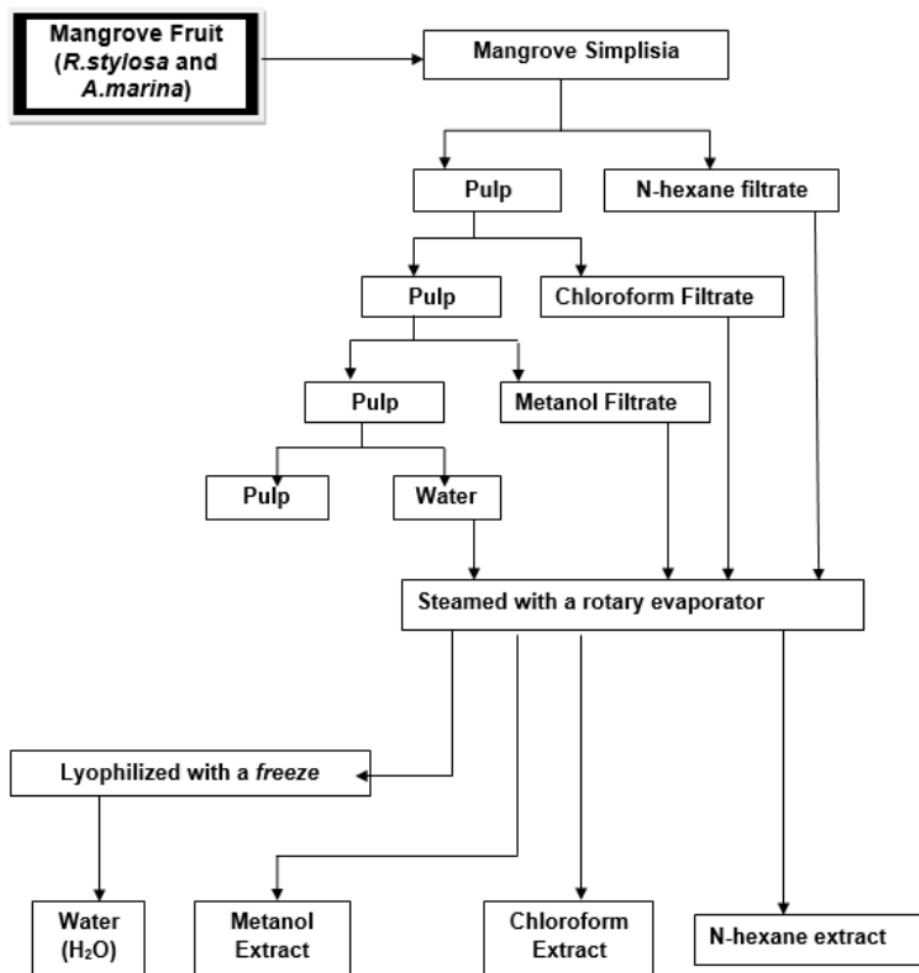 Mangrove Fruit
(R.stylosa and
A.marina)
Mangrove Simplisia
Pulp
N-hexane filtrate
Pulp
Chloroform Filtrate
Pulp
Metanol Filtrate
Pulp
Water
Steamed with a rotary evaporator
Lyophilized with a freeze
Water
(H₂O)
Metanol
Extract
Chloroform
Extract
N-hexane extract